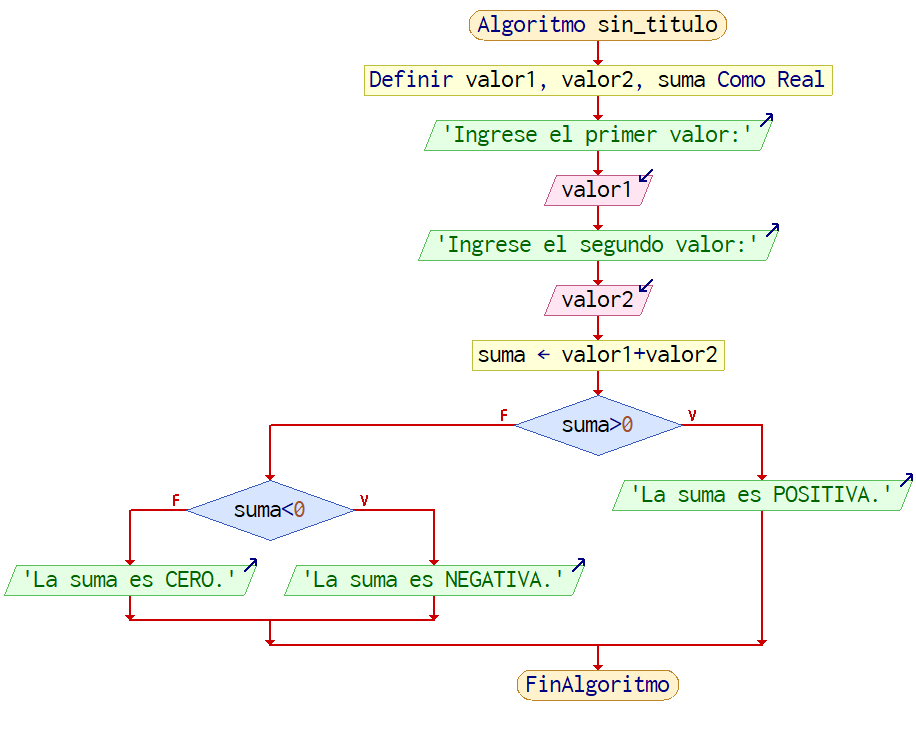 Algoritmo sin_titulo
Definir valor1, valor2, suma Como Real
'Ingrese el primer valor:'
valor1
'Ingrese el segundo valor:'
valor2
suma ← valor1+valor2
F
suma>0
V
'La suma es POSITIVA.'
F
suma<0
V
'La suma es CERO.'
'La suma es NEGATIVA.'
FinAlgoritmo